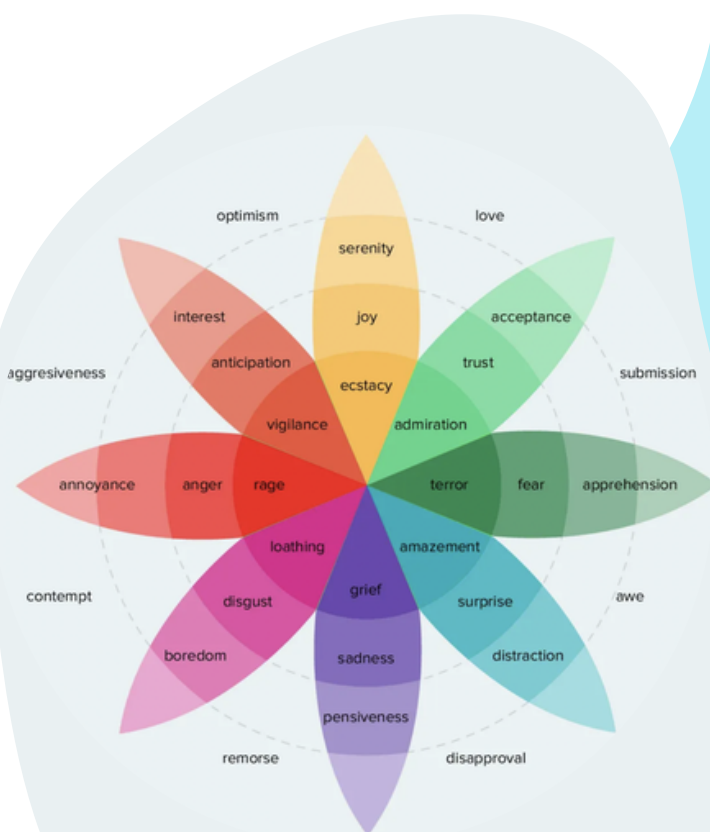 optimism
love
serenity
interest
joy
acceptance
anticipation
trust
aggresiveness
submission
ecstacy
vigilance
admiration
annoyance
anger
rage
terror
fear
apprehension
loathing
amazement
contempt
grief
awe
disgust
surprise
boredom
sadness
distraction
pensiveness
remorse
disapproval